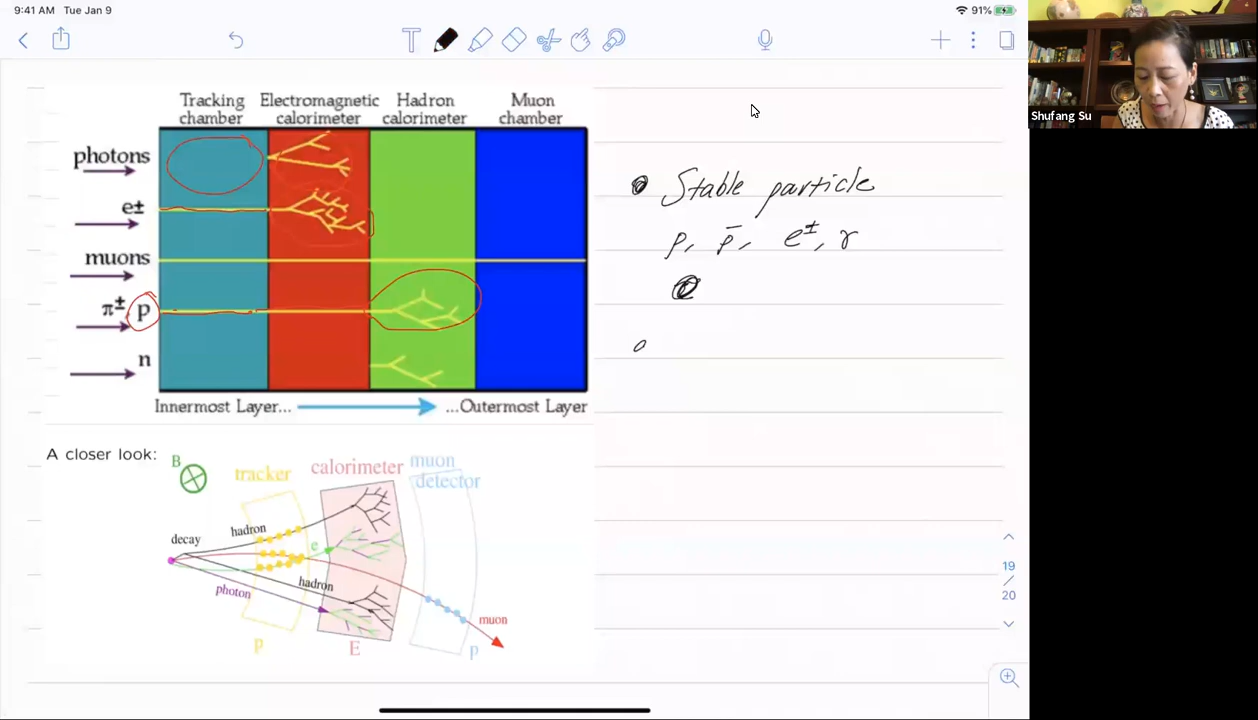 9:41 AM Tue Jan 9
91%
Shufang Su
Tracking chamber
Electromagnetic calorimeter
Hadron calorimeter
Muon chamber
photons
e±
muons
π± p
n
Innermost Layer...
...Outermost Layer
Stable particle
p, p̄, e±, γ
A closer look:
B
tracker
calorimeter
muon detector
decay
hadron
e
photon
hadron
muon
p
E
p
19
/
20